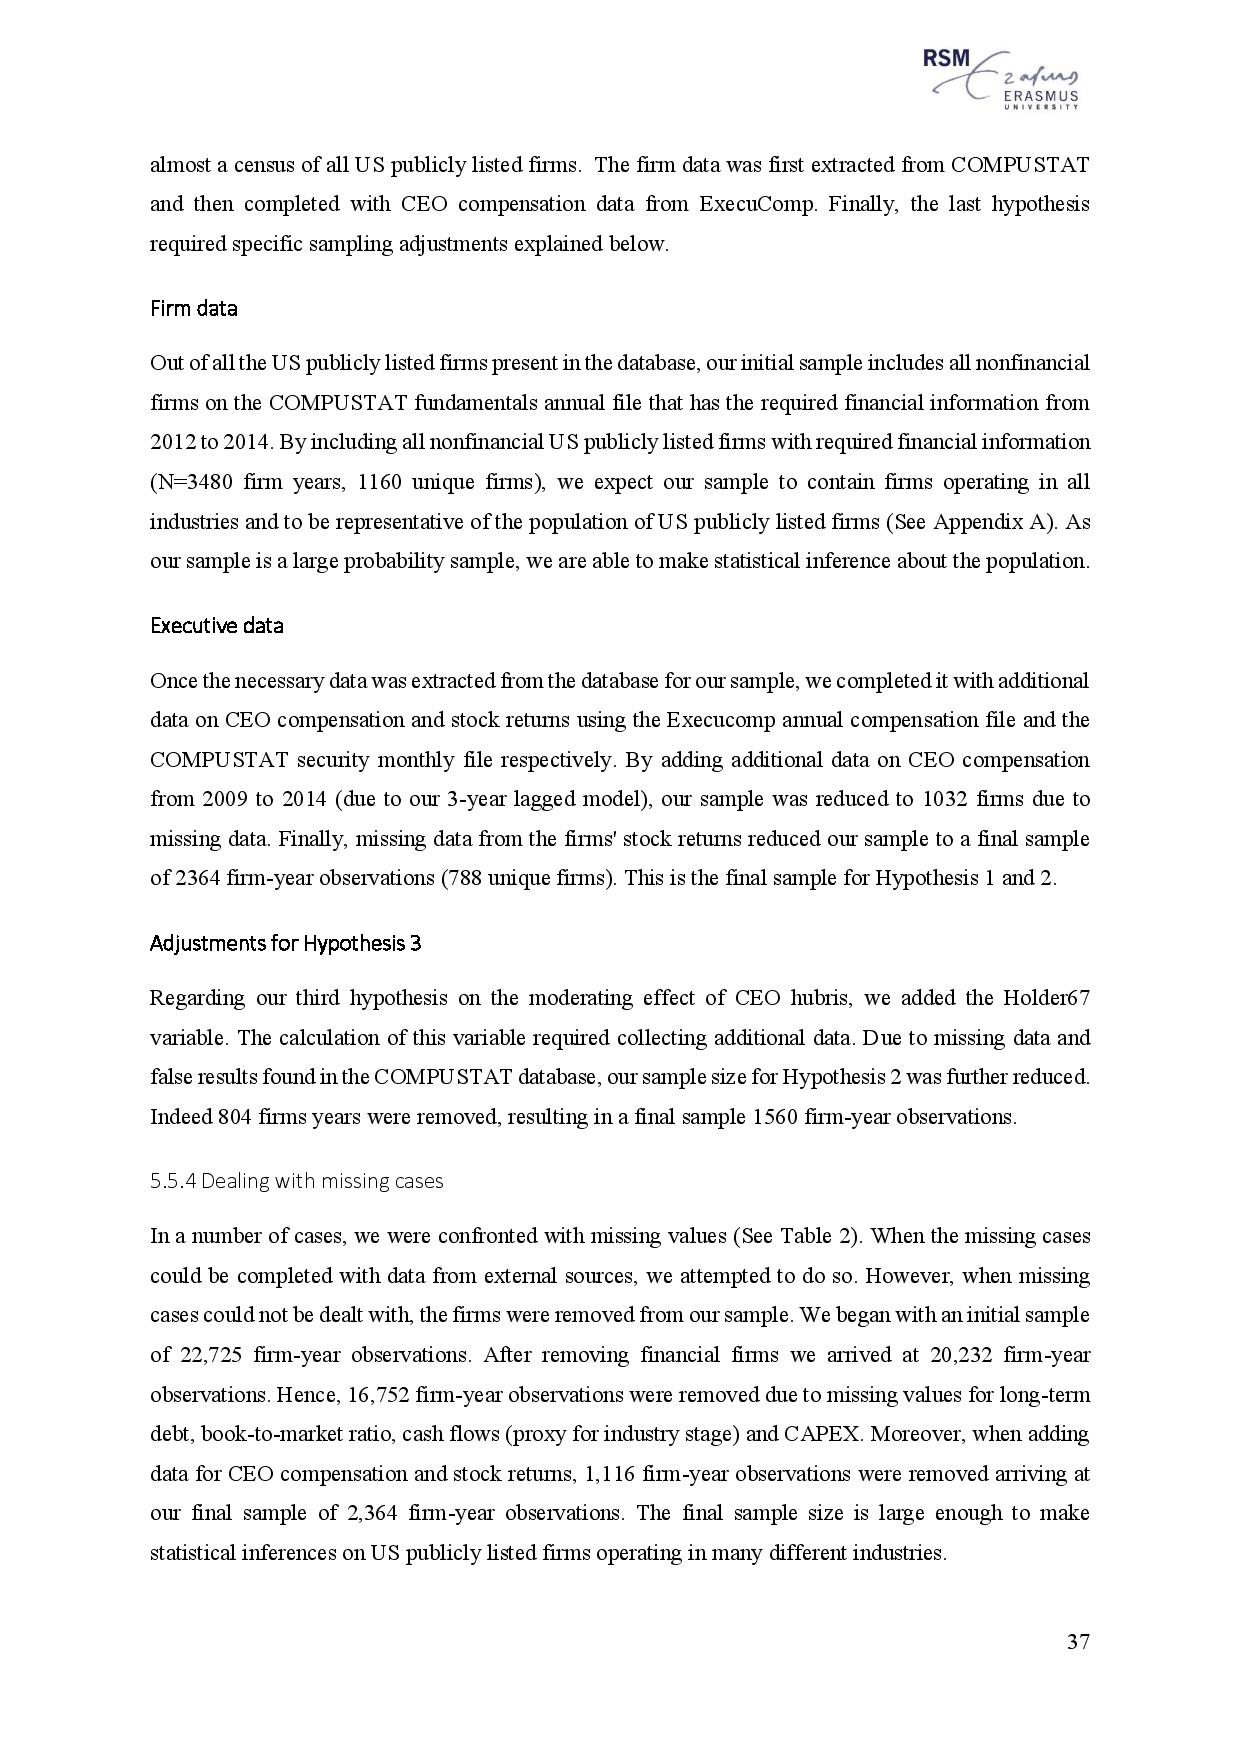 RSM
Erasmus
ERASMUS
UNIVERSITY
almost a census of all US publicly listed firms.  The firm data was first extracted from COMPUSTAT
and then completed with CEO compensation data from ExecuComp. Finally, the last hypothesis
required specific sampling adjustments explained below.
Firm data
Out of all the US publicly listed firms present in the database, our initial sample includes all nonfinancial
firms on the COMPUSTAT fundamentals annual file that has the required financial information from
2012 to 2014. By including all nonfinancial US publicly listed firms with required financial information
(N=3480 firm years, 1160 unique firms), we expect our sample to contain firms operating in all
industries and to be representative of the population of US publicly listed firms (See Appendix A). As
our sample is a large probability sample, we are able to make statistical inference about the population.
Executive data
Once the necessary data was extracted from the database for our sample, we completed it with additional
data on CEO compensation and stock returns using the Execucomp annual compensation file and the
COMPUSTAT security monthly file respectively. By adding additional data on CEO compensation
from 2009 to 2014 (due to our 3-year lagged model), our sample was reduced to 1032 firms due to
missing data. Finally, missing data from the firms' stock returns reduced our sample to a final sample
of 2364 firm-year observations (788 unique firms). This is the final sample for Hypothesis 1 and 2.
Adjustments for Hypothesis 3
Regarding our third hypothesis on the moderating effect of CEO hubris, we added the Holder67
variable. The calculation of this variable required collecting additional data. Due to missing data and
false results found in the COMPUSTAT database, our sample size for Hypothesis 2 was further reduced.
Indeed 804 firms years were removed, resulting in a final sample 1560 firm-year observations.
5.5.4 Dealing with missing cases
In a number of cases, we were confronted with missing values (See Table 2). When the missing cases
could be completed with data from external sources, we attempted to do so. However, when missing
cases could not be dealt with, the firms were removed from our sample. We began with an initial sample
of 22,725 firm-year observations. After removing financial firms we arrived at 20,232 firm-year
observations. Hence, 16,752 firm-year observations were removed due to missing values for long-term
debt, book-to-market ratio, cash flows (proxy for industry stage) and CAPEX. Moreover, when adding
data for CEO compensation and stock returns, 1,116 firm-year observations were removed arriving at
our final sample of 2,364 firm-year observations. The final sample size is large enough to make
statistical inferences on US publicly listed firms operating in many different industries.
37